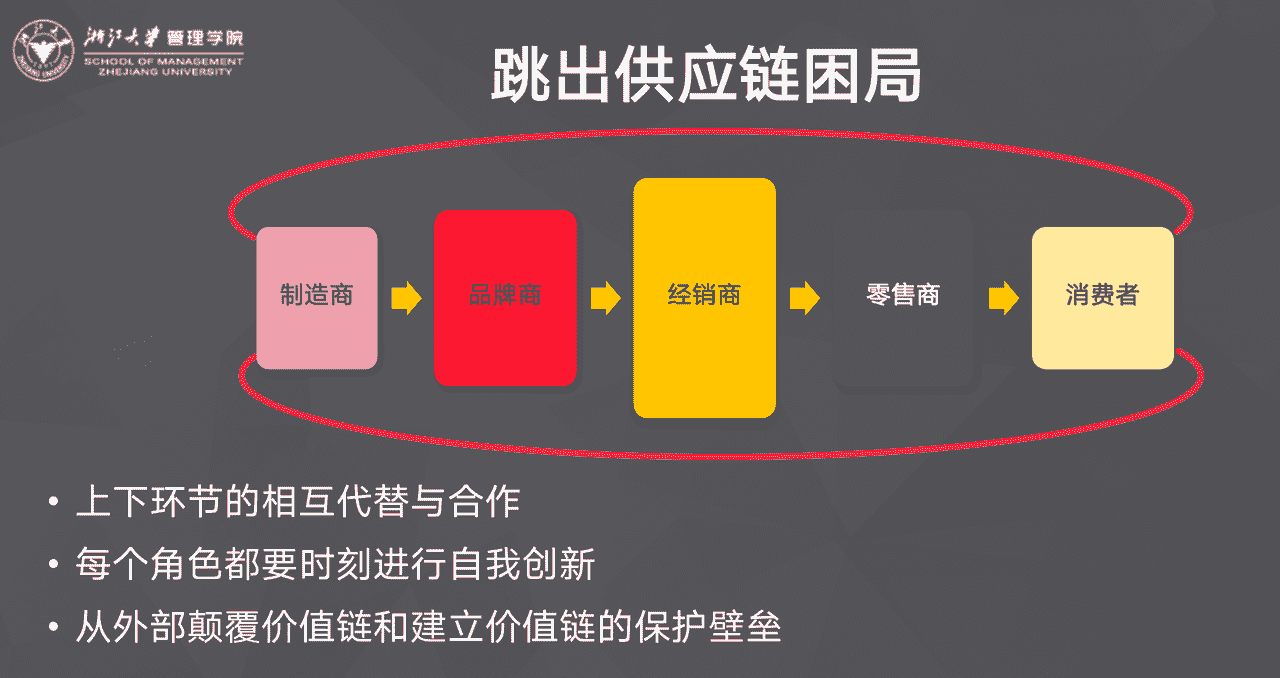 浙江大学 管理学院
SCHOOL OF MANAGEMENT
ZHEJIANG UNIVERSITY
跳出供应链困局
制造商
品牌商
经销商
零售商
消费者
• 上下环节的相互代替与合作
• 每个角色都要时刻进行自我创新
• 从外部颠覆价值链和建立价值链的保护壁垒